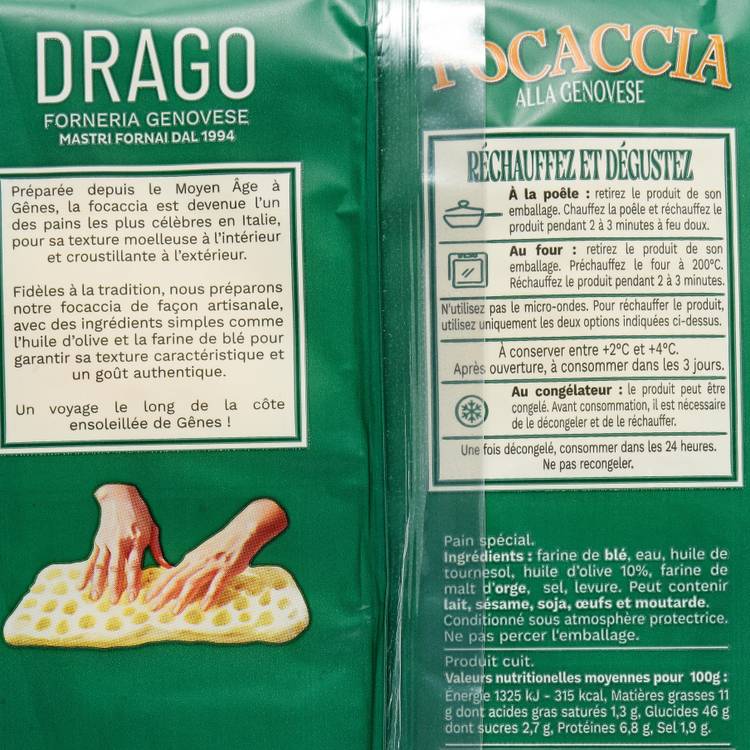 DRAGO
FORNERIA GENOVESE
MASTRI FORNAI DAL 1994
Préparée depuis le Moyen Âge à
Gênes, la focaccia est devenue l'un
des pains les plus célèbres en Italie,
pour sa texture moelleuse à l'intérieur
et croustillante à l'extérieur.
Fidèles à la tradition, nous préparons
notre focaccia de façon artisanale,
avec des ingrédients simples comme
l'huile d'olive et la farine de blé pour
garantir sa texture caractéristique et
un goût authentique.
Un voyage le long de la côte
ensoleillée de Gênes !
FOCACCIA
ALLA GENOVESE
RÉCHAUFFEZ ET DÉGUSTEZ
À la poêle : retirez le produit de son
emballage. Chauffez la poêle et réchauffez le
produit pendant 2 à 3 minutes à feu doux.
Au four : retirez le produit de son
emballage. Préchauffez le four à 200°C.
Réchauffez le produit pendant 2 à 3 minutes.
N'utilisez pas le micro-ondes. Pour réchauffer le produit,
utilisez uniquement les deux options indiquées ci-dessus.
À conserver entre +2°C et +4°C.
Après ouverture, à consommer dans les 3 jours.
Au congélateur : le produit peut être
congelé. Avant consommation, il est nécessaire
de le décongeler et de le réchauffer.
Une fois décongelé, consommer dans les 24 heures.
Ne pas recongeler.
Pain spécial.
Ingrédients : farine de blé, eau, huile de
tournesol, huile d'olive 10%, farine de
malt d'orge, sel, levure. Peut contenir
lait, sésame, soja, œufs et moutarde.
Conditionné sous atmosphère protectrice.
Ne pas percer l'emballage.
Produit cuit.
Valeurs nutritionelles moyennes pour 100g :
Énergie 1325 kJ - 315 kcal, Matières grasses 11
g dont acides gras saturés 1,3 g, Glucides 46 g
dont sucres 2,7 g, Protéines 6,8 g, Sel 1,9 g.